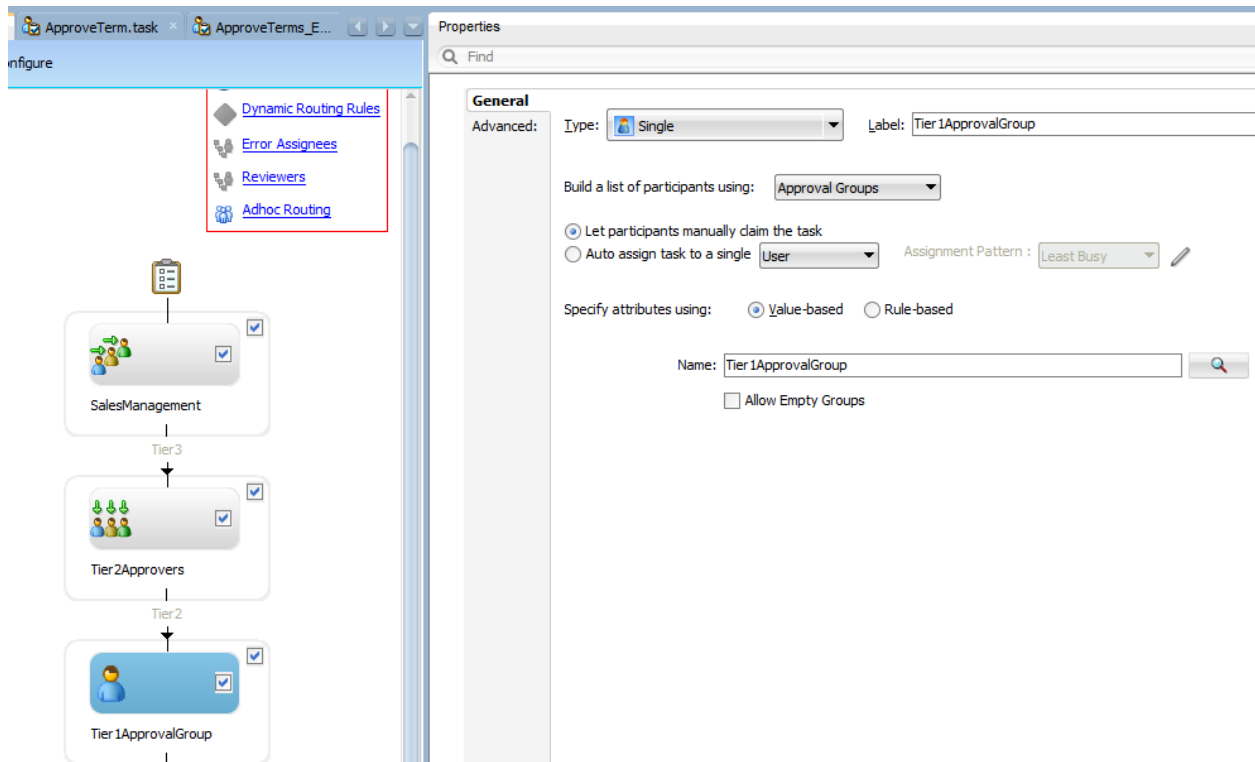 ApproveTerm.task
ApproveTerms_E...
Properties
Find
onfigure
Dynamic Routing Rules
Error Assignees
Reviewers
Adhoc Routing
SalesManagement
Tier3
Tier2Approvers
Tier2
Tier1ApprovalGroup
General
Advanced:
Type: Single
Label: Tier1ApprovalGroup
Build a list of participants using: Approval Groups
Let participants manually claim the task
Auto assign task to a single User
Assignment Pattern : Least Busy
Specify attributes using: Value-based Rule-based
Name: Tier1ApprovalGroup
Allow Empty Groups